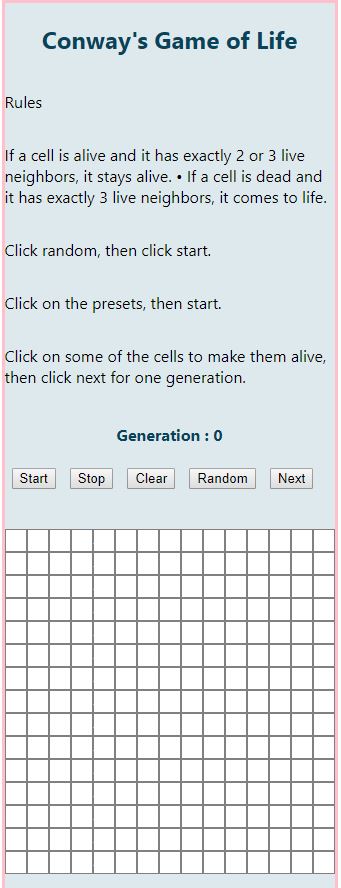 Conway's Game of Life
Rules
If a cell is alive and it has exactly 2 or 3 live
neighbors, it stays alive. • If a cell is dead and
it has exactly 3 live neighbors, it comes to life.
Click random, then click start.
Click on the presets, then start.
Click on some of the cells to make them alive,
then click next for one generation.
Generation : 0
Start Stop Clear Random Next